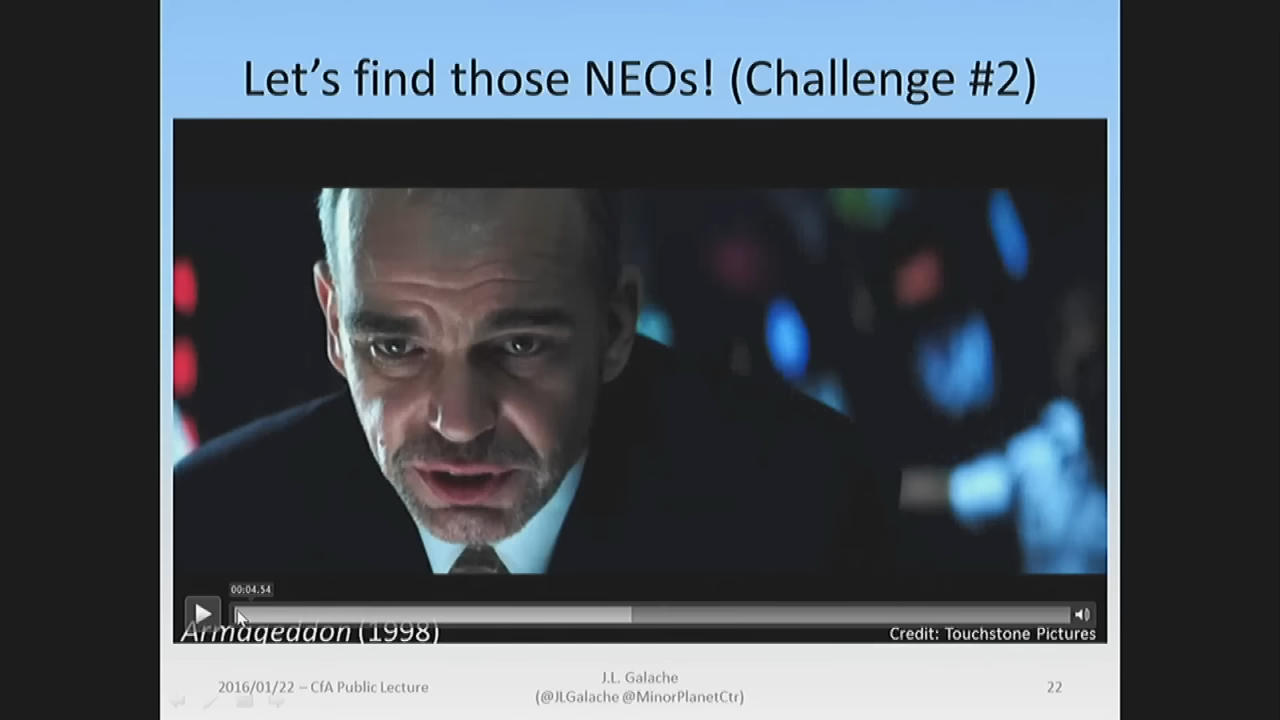 Let's find those NEOs! (Challenge #2)
00:04.54
Armageddon (1998)
Credit: Touchstone Pictures
2016/01/22 – CfA Public Lecture
J.L. Galache
(@JLGalache @MinorPlanetCtr)
22